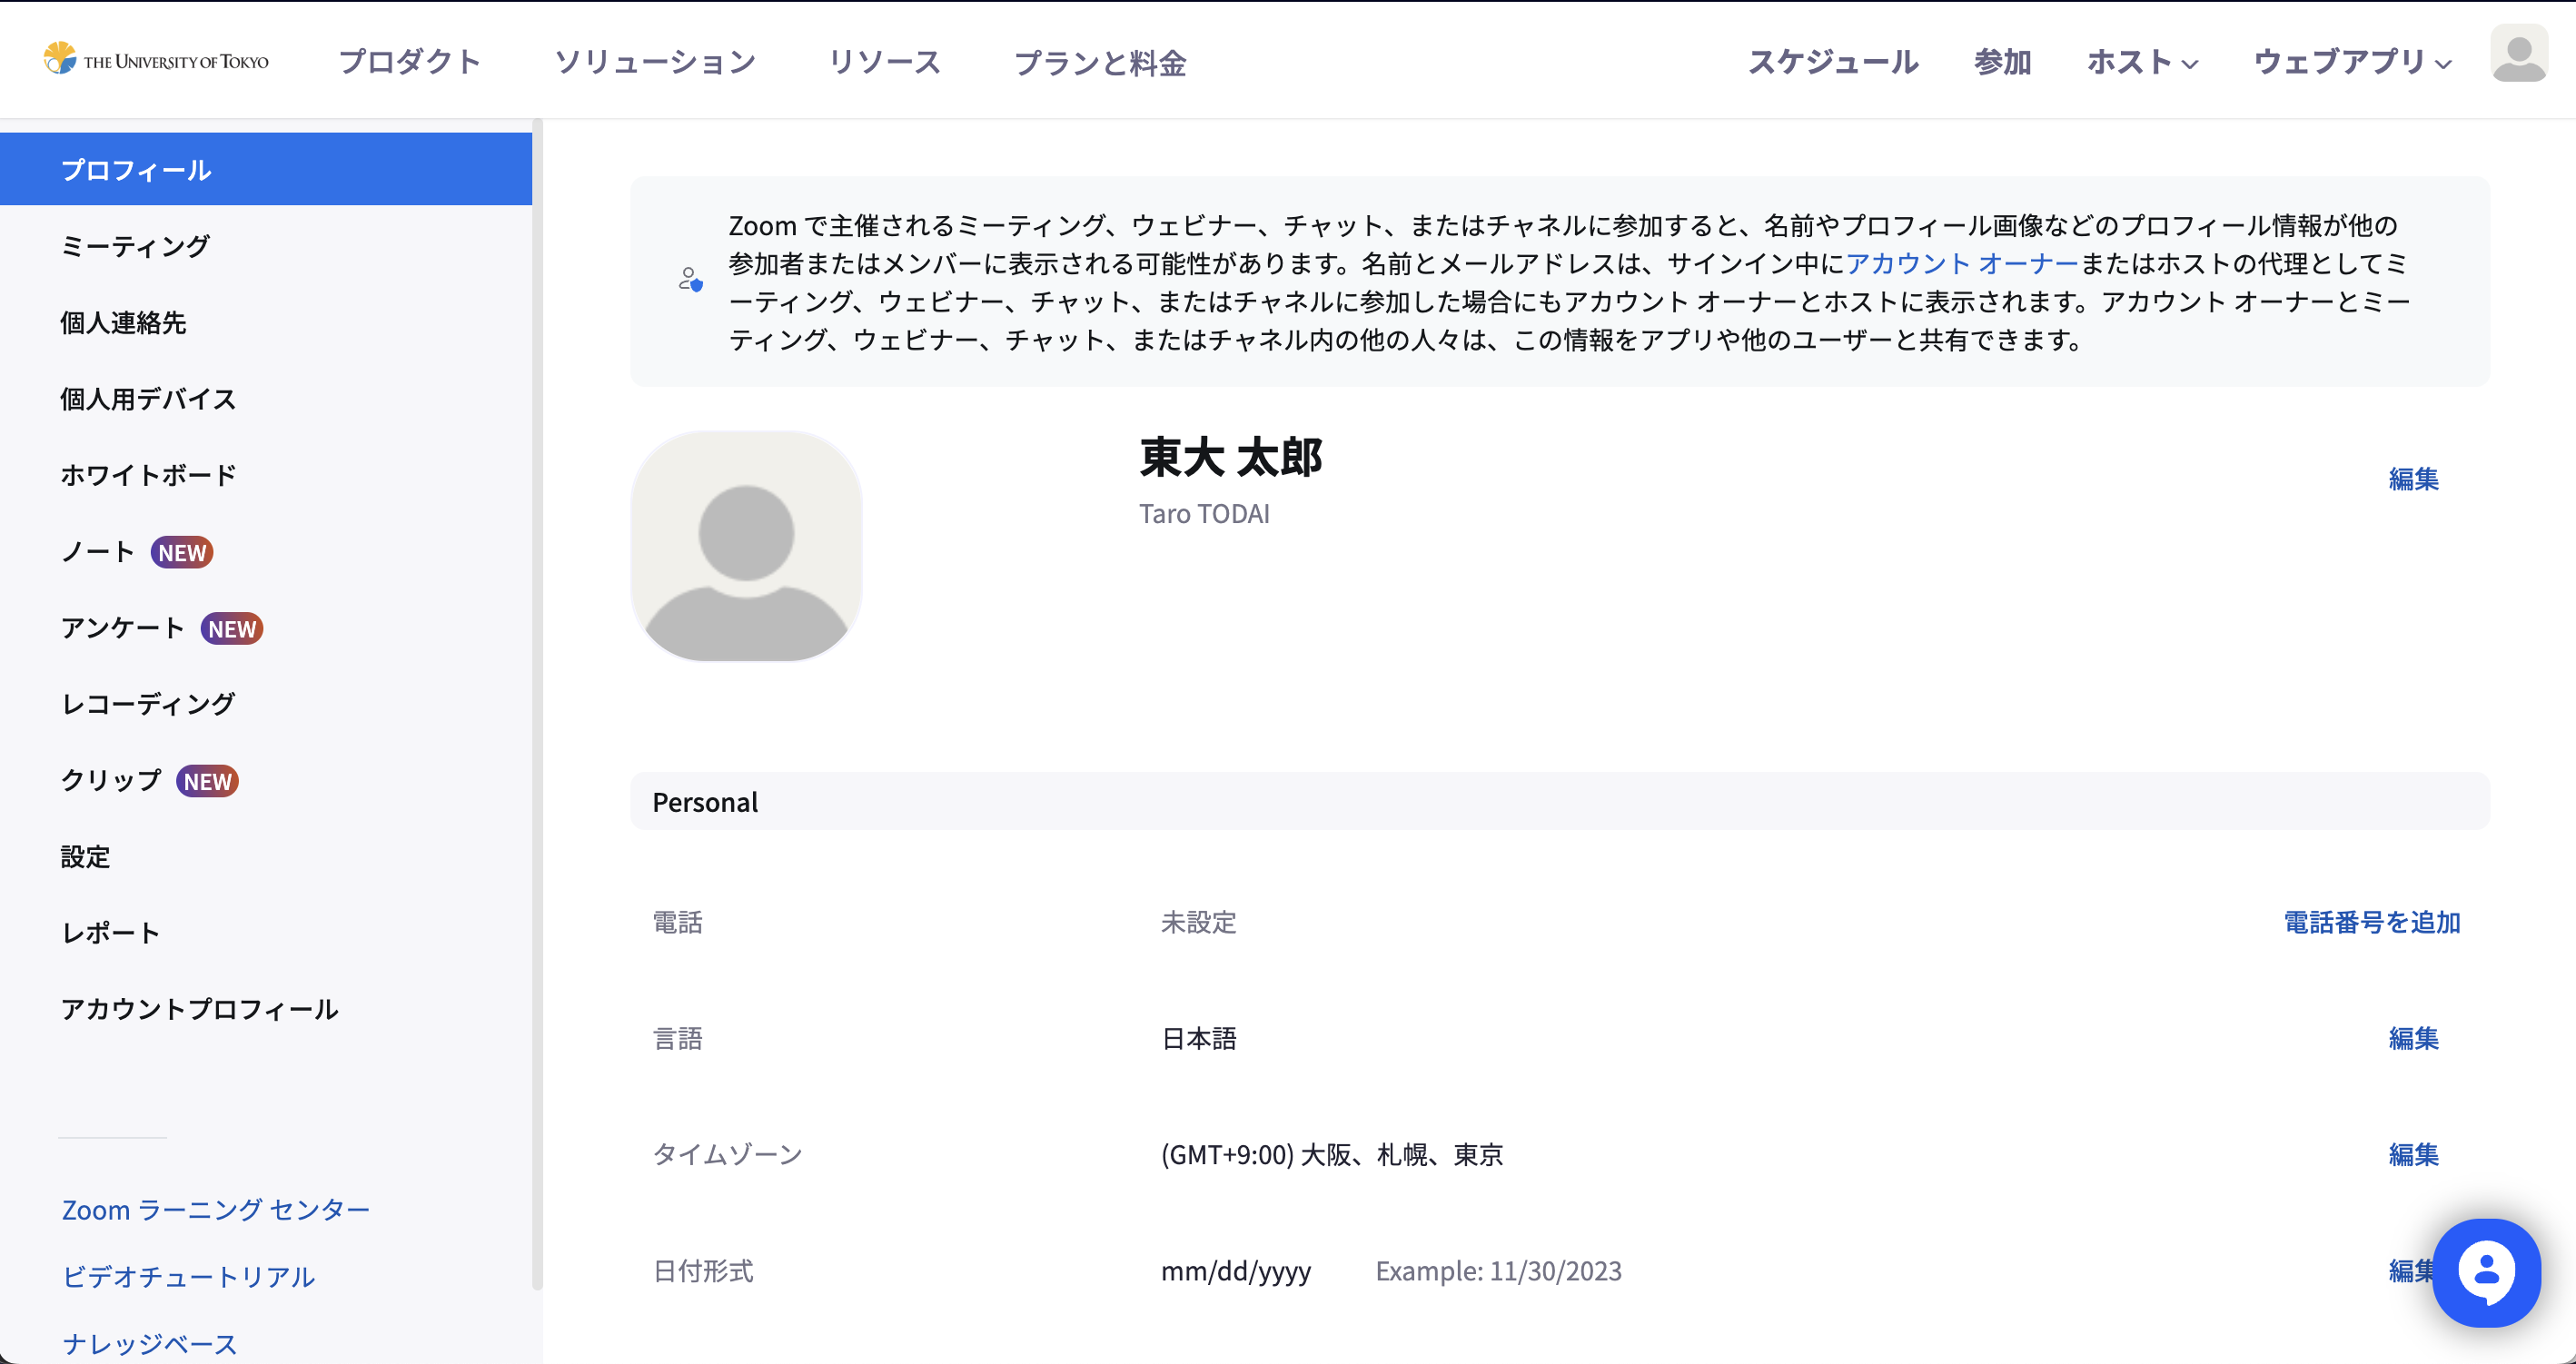 THE UNIVERSITY OF TOKYO
プロダクト
ソリューション
リソース
プランと料金
スケジュール
参加
ホスト
ウェブアプリ
プロフィール
ミーティング
個人連絡先
個人用デバイス
ホワイトボード
ノート NEW
アンケート NEW
レコーディング
クリップ NEW
設定
レポート
アカウントプロフィール
Zoom ラーニング センター
ビデオチュートリアル
ナレッジベース
Zoom で主催されるミーティング、ウェビナー、チャット、またはチャネルに参加すると、名前やプロフィール画像などのプロフィール情報が他の
参加者またはメンバーに表示される可能性があります。名前とメールアドレスは、サインイン中にアカウント オーナーまたはホストの代理としてミ
ーティング、ウェビナー、チャット、またはチャネルに参加した場合にもアカウント オーナーとホストに表示されます。アカウント オーナーとミー
ティング、ウェビナー、チャット、またはチャネル内の他の人々は、この情報をアプリや他のユーザーと共有できます。
東大 太郎
Taro TODAI
編集
Personal
電話
未設定
電話番号を追加
言語
日本語
編集
タイムゾーン
(GMT+9:00) 大阪、札幌、東京
編集
日付形式
mm/dd/yyyy
Example: 11/30/2023
編集